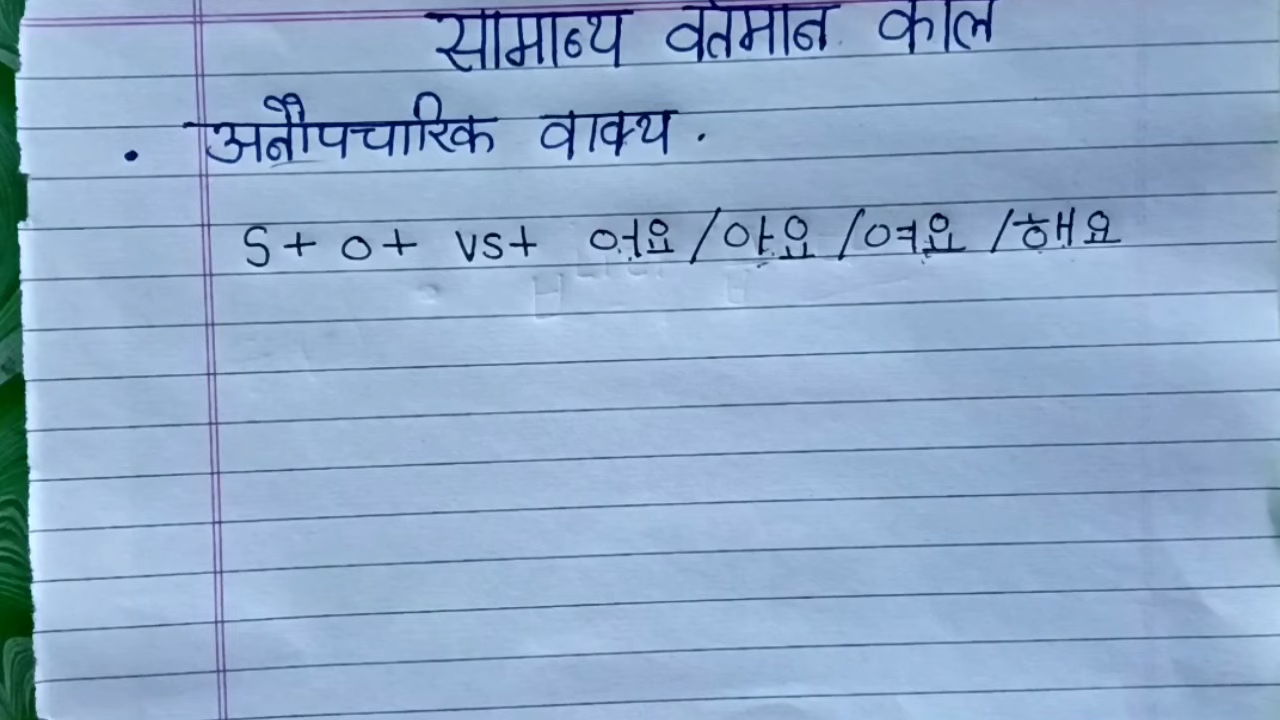 सामान्य वर्तमान काल
• अनौपचारिक वाक्य .
S + O + VS + 어요 / 아요 / 여요 / 해요